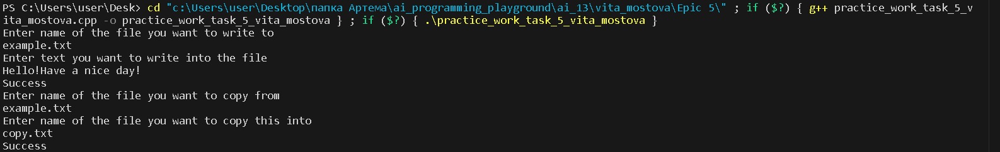 PS C:\Users\user\Desk> cd "c:\Users\user\Desktop\папка Артема\ai_programming_playground\ai_13\vita_mostova\Epic 5\" ; if ($?) { g++ practice_work_task_5_v
ita_mostova.cpp -o practice_work_task_5_vita_mostova } ; if ($?) { .\practice_work_task_5_vita_mostova }
Enter name of the file you want to write to
example.txt
Enter text you want to write into the file
Hello!Have a nice day!
Success
Enter name of the file you want to copy from
example.txt
Enter name of the file you want to copy this into
copy.txt
Success